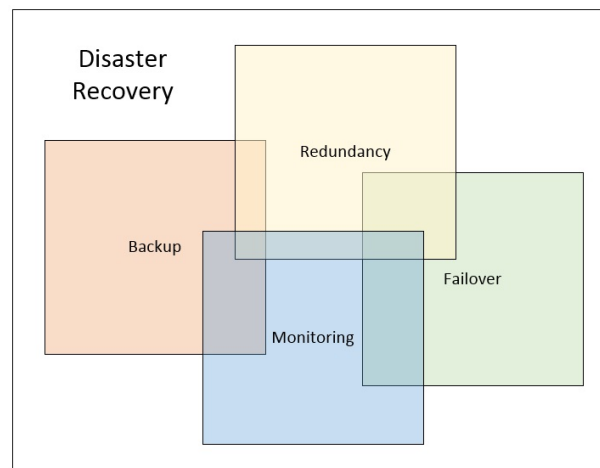 Disaster
Recovery
Redundancy
Backup
Failover
Monitoring